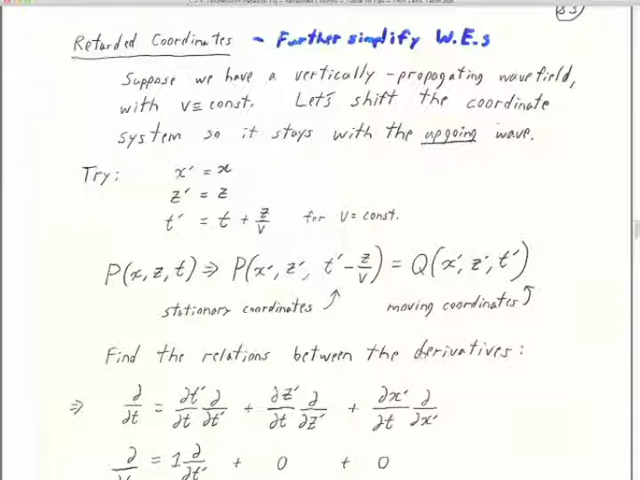 83
Retarded Coordinates - Further simplify W.E.s
Suppose we have a vertically-propagating wavefield,
with v≡const. Let's shift the coordinate
system so it stays with the upgoing wave.
Try: x' = x
z' = z
t' = t + z/v for v=const.
P(x,z,t) ⇒ P(x', z', t' - z/v) = Q(x', z', t')
stationary coordinates ↗ moving coordinates ↗
Find the relations between the derivatives:
⇒ ∂/∂t = ∂t'/∂t ∂/∂t' + ∂z'/∂t ∂/∂z' + ∂x'/∂t ∂/∂x'
∂/ = 1 ∂/∂t' + 0 + 0